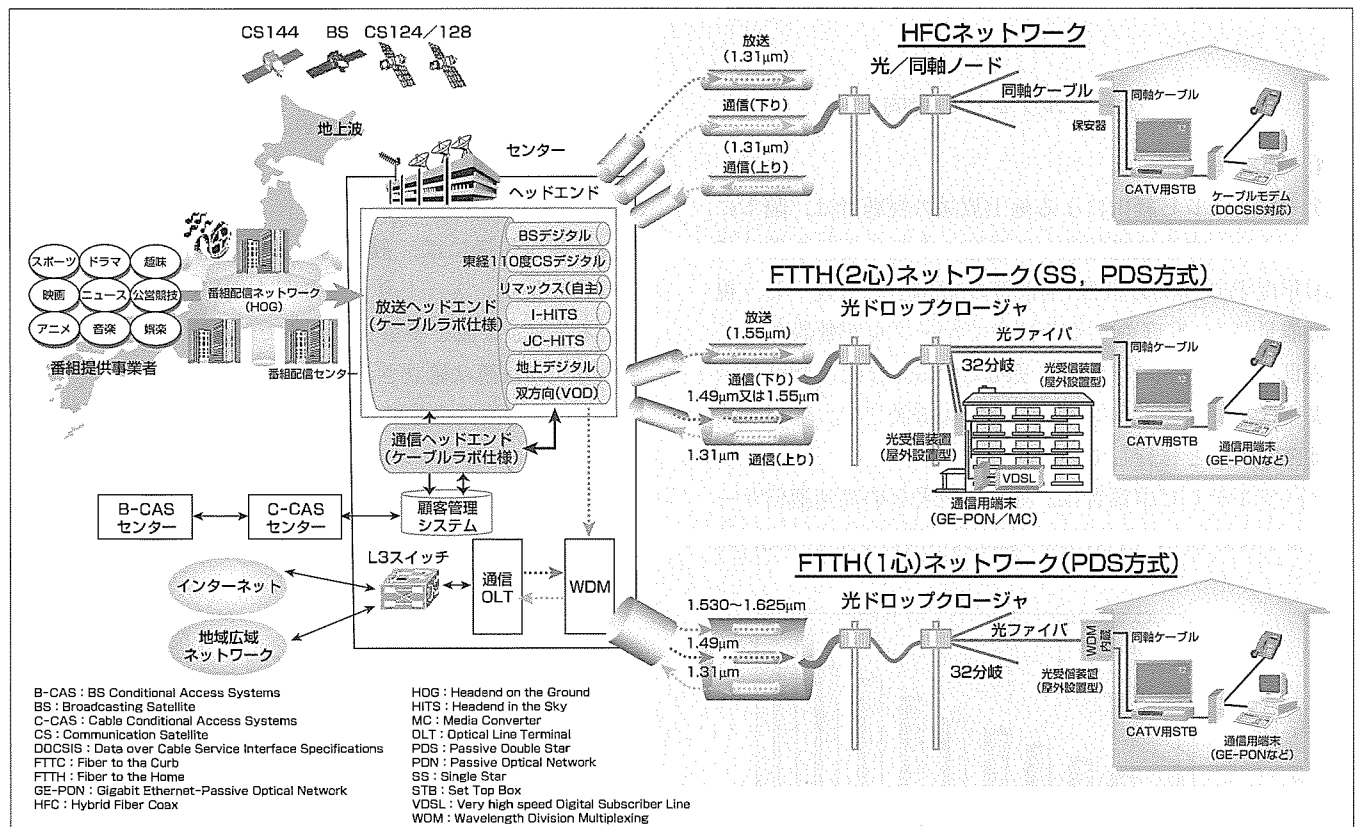 CS144 BS CS124／128
地上波
センター
ヘッドエンド
スポーツ
ドラマ
趣味
映画
ニュース
公営競技
アニメ
音楽
娯楽
番組提供事業者
番組配信ネットワーク
(HOG)
番組配信センター
放送ヘッドエンド
(ケーブルラボ仕様)
BSデジタル
東経110度CSデジタル
リマックス(自主)
I-HITS
JC-HITS
地上デジタル
双方向(VOD)
通信ヘッドエンド
(ケーブルラボ仕様)
顧客管理
システム
B-CAS
センター
C-CAS
センター
L3スイッチ
通信
OLT
WDM
インターネット
地域広域
ネットワーク
HFCネットワーク
放送
(1.31μm)
通信(下り)
(1.31μm)
通信(上り)
光／同軸ノード
同軸ケーブル
保安器
同軸ケーブル
CATV用STB
ケーブルモデム
(DOCSIS対応)
FTTH(2心)ネットワーク(SS，PDS方式)
光ドロップクロージャ
放送
(1.55μm)
通信(下り)
1.49μm又は1.55μm
1.31μm
通信(上り)
光ファイバ
32分岐
光受信装置
(屋外設置型)
同軸ケーブル
光受信装置
(屋外設置型)
VDSL
通信用端末
(GE-PON／MC)
CATV用STB
通信用端末
(GE-PONなど)
FTTH(1心)ネットワーク(PDS方式)
1.530〜1.625μm
1.49μm
1.31μm
光ドロップクロージャ
光ファイバ
32分岐
WDM
内蔵
光受信装置
(屋外設置型)
同軸ケーブル
CATV用STB
通信用端末
(GE-PONなど)
B-CAS : BS Conditional Access Systems
BS : Broadcasting Satellite
C-CAS : Cable Conditional Access Systems
CS : Communication Satellite
DOCSIS : Data over Cable Service Interface Specifications
FTTC : Fiber to tha Curb
FTTH : Fiber to the Home
GE-PON : Gigabit Ethernet-Passive Optical Network
HFC : Hybrid Fiber Coax
HOG : Headend on the Ground
HITS : Headend in the Sky
MC : Media Converter
OLT : Optical Line Terminal
PDS : Passive Double Star
PDN : Passive Optical Network
SS : Single Star
STB : Set Top Box
VDSL : Very high speed Digital Subscriber Line
WDM : Wavelength Division Multiplexing